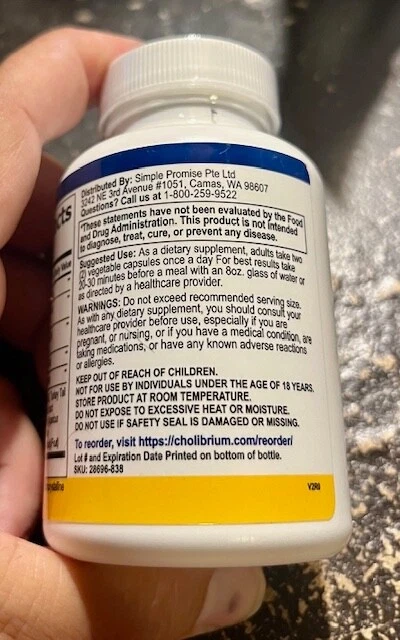 Distributed By: Simple Promise Pte Ltd
3242 NE 3rd Avenue #1051, Camas, WA 98607
Questions? Call us at 1-800-259-9522
*These statements have not been evaluated by the Food
and Drug Administration. This product is not intended
to diagnose, treat, cure, or prevent any disease.
Suggested Use: As a dietary supplement, adults take two
(2) vegetable capsules once a day For best results take
20-30 minutes before a meal with an 8oz. glass of water or
as directed by a healthcare provider.
WARNINGS: Do not exceed recommended serving size.
As with any dietary supplement, you should consult your
healthcare provider before use, especially if you are
pregnant, or nursing, or if you have a medical condition, are
taking medications, or have any known adverse reactions
or allergies.
KEEP OUT OF REACH OF CHILDREN.
NOT FOR USE BY INDIVIDUALS UNDER THE AGE OF 18 YEARS.
STORE PRODUCT AT ROOM TEMPERATURE.
DO NOT EXPOSE TO EXCESSIVE HEAT OR MOISTURE.
DO NOT USE IF SAFETY SEAL IS DAMAGED OR MISSING.
To reorder, visit https://cholibrium.com/reorder/
Lot # and Expiration Date Printed on bottom of bottle.
SKU: 28696-838
V2R0